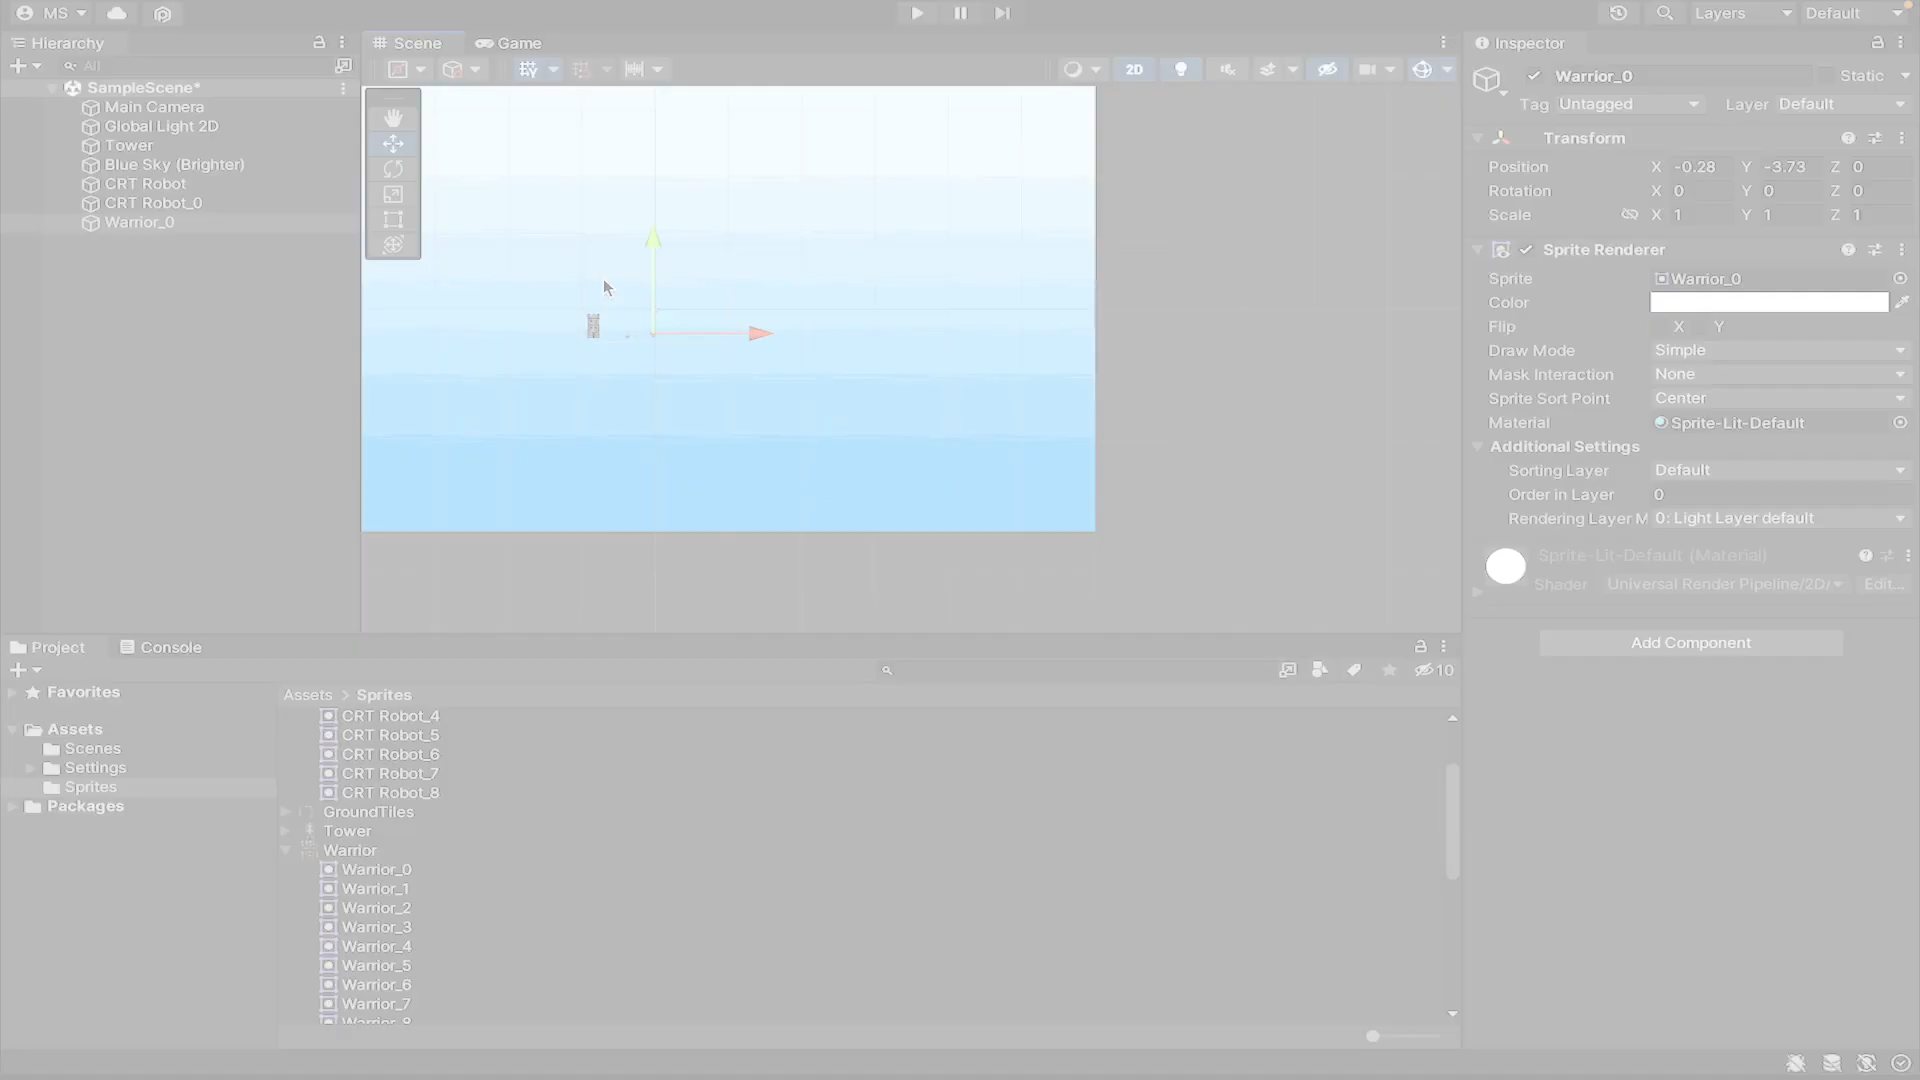 MS
Layers
Default
Hierarchy
All
SampleScene*
Main Camera
Global Light 2D
Tower
Blue Sky (Brighter)
CRT Robot
CRT Robot_0
Warrior_0
Scene
Game
2D
Inspector
Warrior_0
Static
Tag Untagged Layer Default
Transform
Position X -0.28 Y -3.73 Z 0
Rotation X 0 Y 0 Z 0
Scale X 1 Y 1 Z 1
Sprite Renderer
Sprite Warrior_0
Color
Flip X Y
Draw Mode Simple
Mask Interaction None
Sprite Sort Point Center
Material Sprite-Lit-Default
Additional Settings
Sorting Layer Default
Order in Layer 0
Rendering Layer M 0: Light Layer default
Sprite-Lit-Default (Material)
Shader Universal Render Pipeline/2D/ Edit...
Add Component
Project
Console
10
Favorites
Assets
Scenes
Settings
Sprites
Packages
Assets > Sprites
CRT Robot_4
CRT Robot_5
CRT Robot_6
CRT Robot_7
CRT Robot_8
GroundTiles
Tower
Warrior
Warrior_0
Warrior_1
Warrior_2
Warrior_3
Warrior_4
Warrior_5
Warrior_6
Warrior_7
Warrior_8